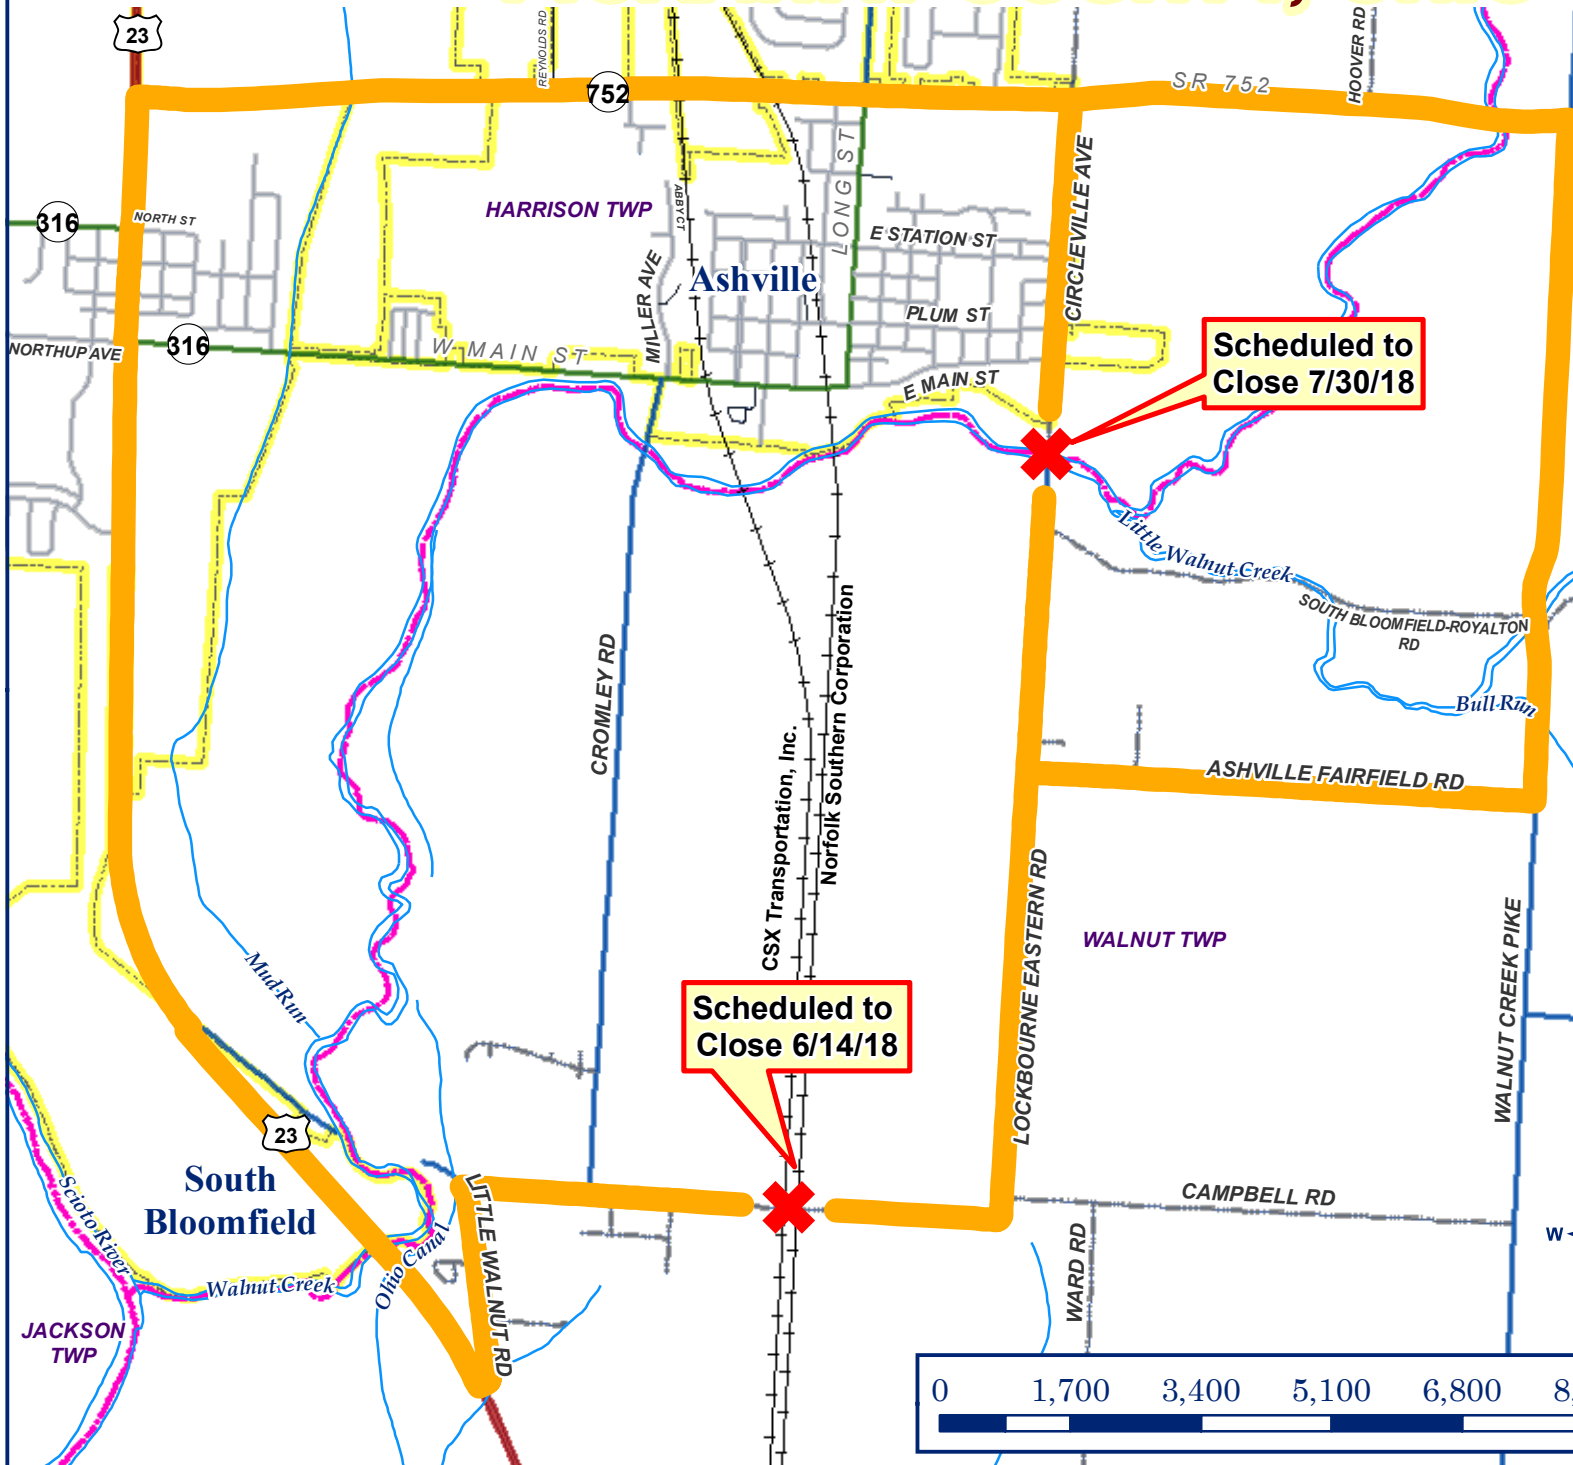 23
REYNOLDS RD
HOOVER RD
752
SR 752
CIRCLEVILLE AVE
LONG ST
316
NORTH ST
HARRISON TWP
ABBY CT
E STATION ST
Ashville
MILLER AVE
PLUM ST
NORTHUP AVE
316
W MAIN ST
Scheduled to
Close 7/30/18
E MAIN ST
Little Walnut Creek
SOUTH BLOOMFIELD-ROYALTON
RD
Bull Run
CROMLEY RD
CSX Transportation, Inc.
Norfolk Southern Corporation
ASHVILLE FAIRFIELD RD
LOCKBOURNE EASTERN RD
WALNUT TWP
WALNUT CREEK PIKE
Mud Run
Scheduled to
Close 6/14/18
23
South
Bloomfield
Scioto River
Walnut Creek
Ohio Canal
LITTLE WALNUT RD
CAMPBELL RD
WARD RD
W
JACKSON
TWP
0 1,700 3,400 5,100 6,800 8,